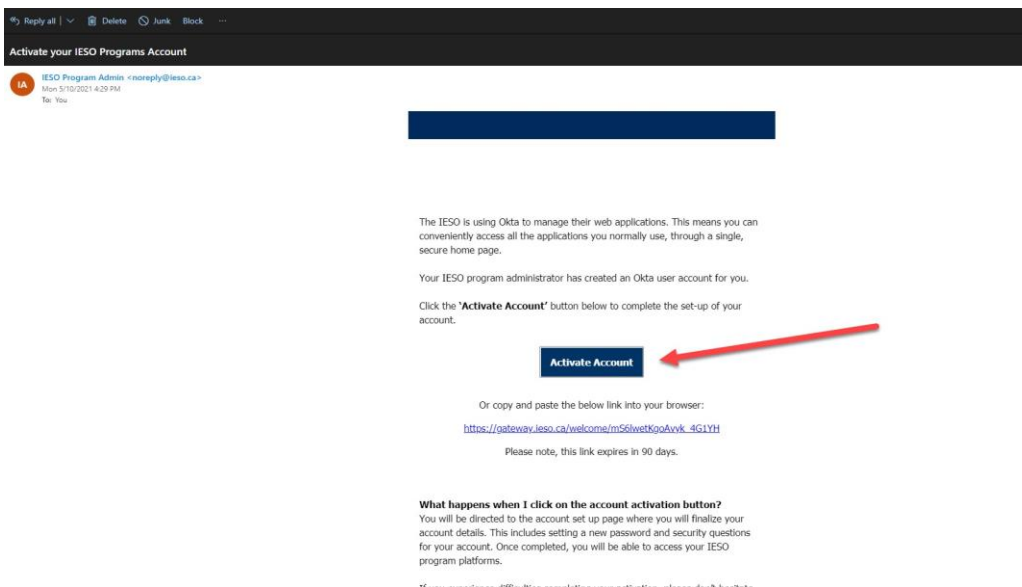 Reply all | Delete Junk Block ...
Activate your IESO Programs Account
IA
IESO Program Admin <noreply@ieso.ca>
Mon 5/10/2021 4:29 PM
To: You
The IESO is using Okta to manage their web applications. This means you can
conveniently access all the applications you normally use, through a single,
secure home page.
Your IESO program administrator has created an Okta user account for you.
Click the 'Activate Account' button below to complete the set-up of your
account.
Activate Account
Or copy and paste the below link into your browser:
https://gateway.ieso.ca/welcome/mS6lwetKgoAvyk_4G1YH
Please note, this link expires in 90 days.
What happens when I click on the account activation button?
You will be directed to the account set up page where you will finalize your
account details. This includes setting a new password and security questions
for your account. Once completed, you will be able to access your IESO
program platforms.